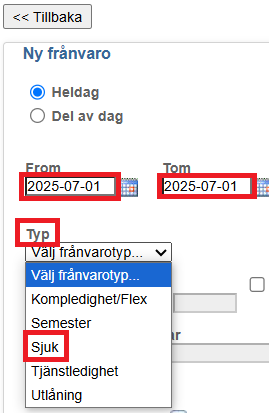 << Tillbaka
Ny frånvaro
Heldag
Del av dag
From Tom
2025-07-01 2025-07-01
Typ
Välj frånvarotyp...
Välj frånvarotyp...
Kompledighet/Flex
Semester
Sjuk
Tjänstledighet
Utlåning